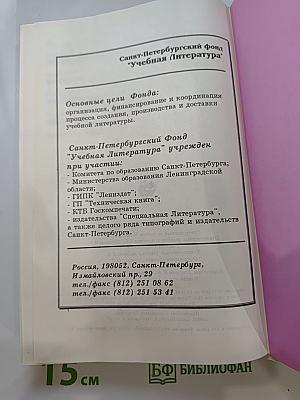 Санкт-Петербургский фонд
"Учебная Литература"
Основные цели Фонда:
организация, финансирование и координация
процесса создания, производства и доставки
учебной литературы.
Санкт-Петербургский Фонд
"Учебная Литература" учрежден
при участии:
- Комитета по образованию Санкт-Петербурга;
- Министерства образования Ленинградской
области;
- ГИПК "Лениздат";
- ГП "Техническая книга";
- КТБ Госкомпечати;
- издательства "Специальная Литература",
а также целого ряда типографий и издательств
Санкт-Петербурга.
Россия, 198052, Санкт-Петербург,
Измайловский пр., 29
тел./факс (812) 251 08 62
тел./факс (812) 251 53 41
15 см
БФ БИБЛИОФАН